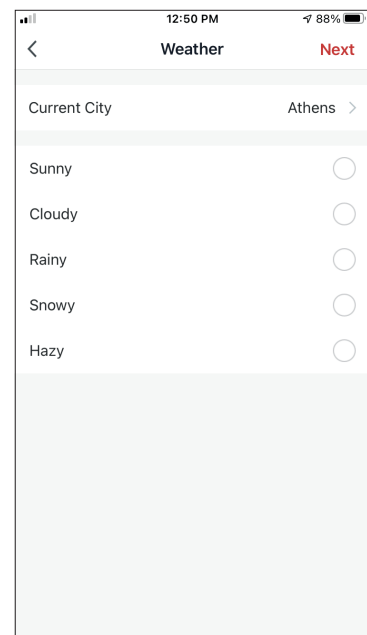 12:50 PM 88%
Weather Next
Current City Athens
Sunny
Cloudy
Rainy
Snowy
Hazy